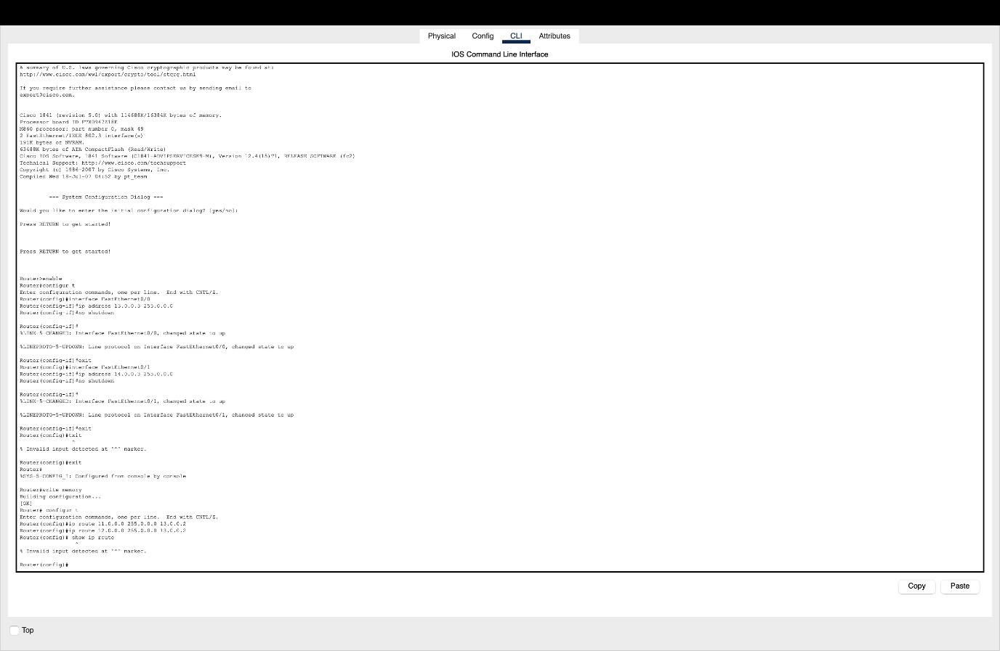 Physical Config CLI Attributes
IOS Command Line Interface
A summary of U.S. laws governing Cisco cryptographic products may be found at:
http://www.cisco.com/wwl/export/crypto/tool/stqrg.html
If you require further assistance please contact us by sending email to
export@cisco.com.
Cisco 1841 (revision 5.0) with 114688K/16384K bytes of memory.
Processor board ID FTX0947Z18E
M860 processor: part number 0, mask 49
2 FastEthernet/IEEE 802.3 interface(s)
191K bytes of NVRAM.
63488K bytes of ATA CompactFlash (Read/Write)
Cisco IOS Software, 1841 Software (C1841-ADVIPSERVICESK9-M), Version 12.4(15)T1, RELEASE SOFTWARE (fc2)
Technical Support: http://www.cisco.com/techsupport
Copyright (c) 1986-2007 by Cisco Systems, Inc.
Compiled Wed 18-Jul-07 04:52 by pt_team
--- System Configuration Dialog ---
Would you like to enter the initial configuration dialog? [yes/no]:
Press RETURN to get started!
Press RETURN to get started!
Router>enable
Router#configur t
Enter configuration commands, one per line. End with CNTL/Z.
Router(config)#interface FastEthernet0/0
Router(config-if)#ip address 13.0.0.3 255.0.0.0
Router(config-if)#no shutdown
Router(config-if)#
%LINK-5-CHANGED: Interface FastEthernet0/0, changed state to up
%LINEPROTO-5-UPDOWN: Line protocol on Interface FastEthernet0/0, changed state to up
Router(config-if)#exit
Router(config)#interface FastEthernet0/1
Router(config-if)#ip address 14.0.0.3 255.0.0.0
Router(config-if)#no shutdown
Router(config-if)#
%LINK-5-CHANGED: Interface FastEthernet0/1, changed state to up
%LINEPROTO-5-UPDOWN: Line protocol on Interface FastEthernet0/1, changed state to up
Router(config-if)#exit
Router(config)#txit
^
% Invalid input detected at '^' marker.
Router(config)#exit
Router#
%SYS-5-CONFIG_I: Configured from console by console
Router#write memory
Building configuration...
[OK]
Router# configur t
Enter configuration commands, one per line. End with CNTL/Z.
Router(config)#ip route 11.0.0.0 255.0.0.0 13.0.0.2
Router(config)#ip route 12.0.0.0 255.0.0.0 13.0.0.2
Router(config)# show ip route
^
% Invalid input detected at '^' marker.
Router(config)#
Copy Paste
Top